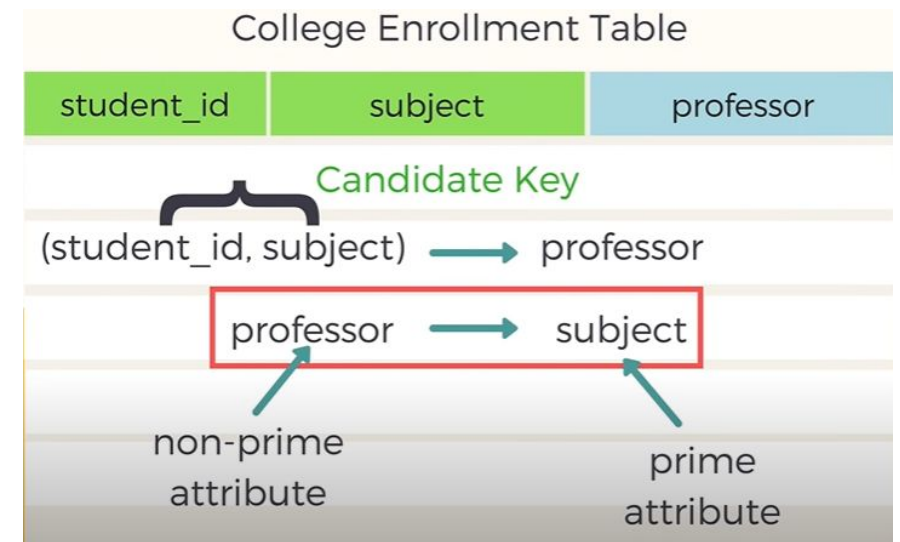 College Enrollment Table
student_id subject professor
Candidate Key
(student_id, subject) → professor
professor → subject
non-prime
attribute
prime
attribute